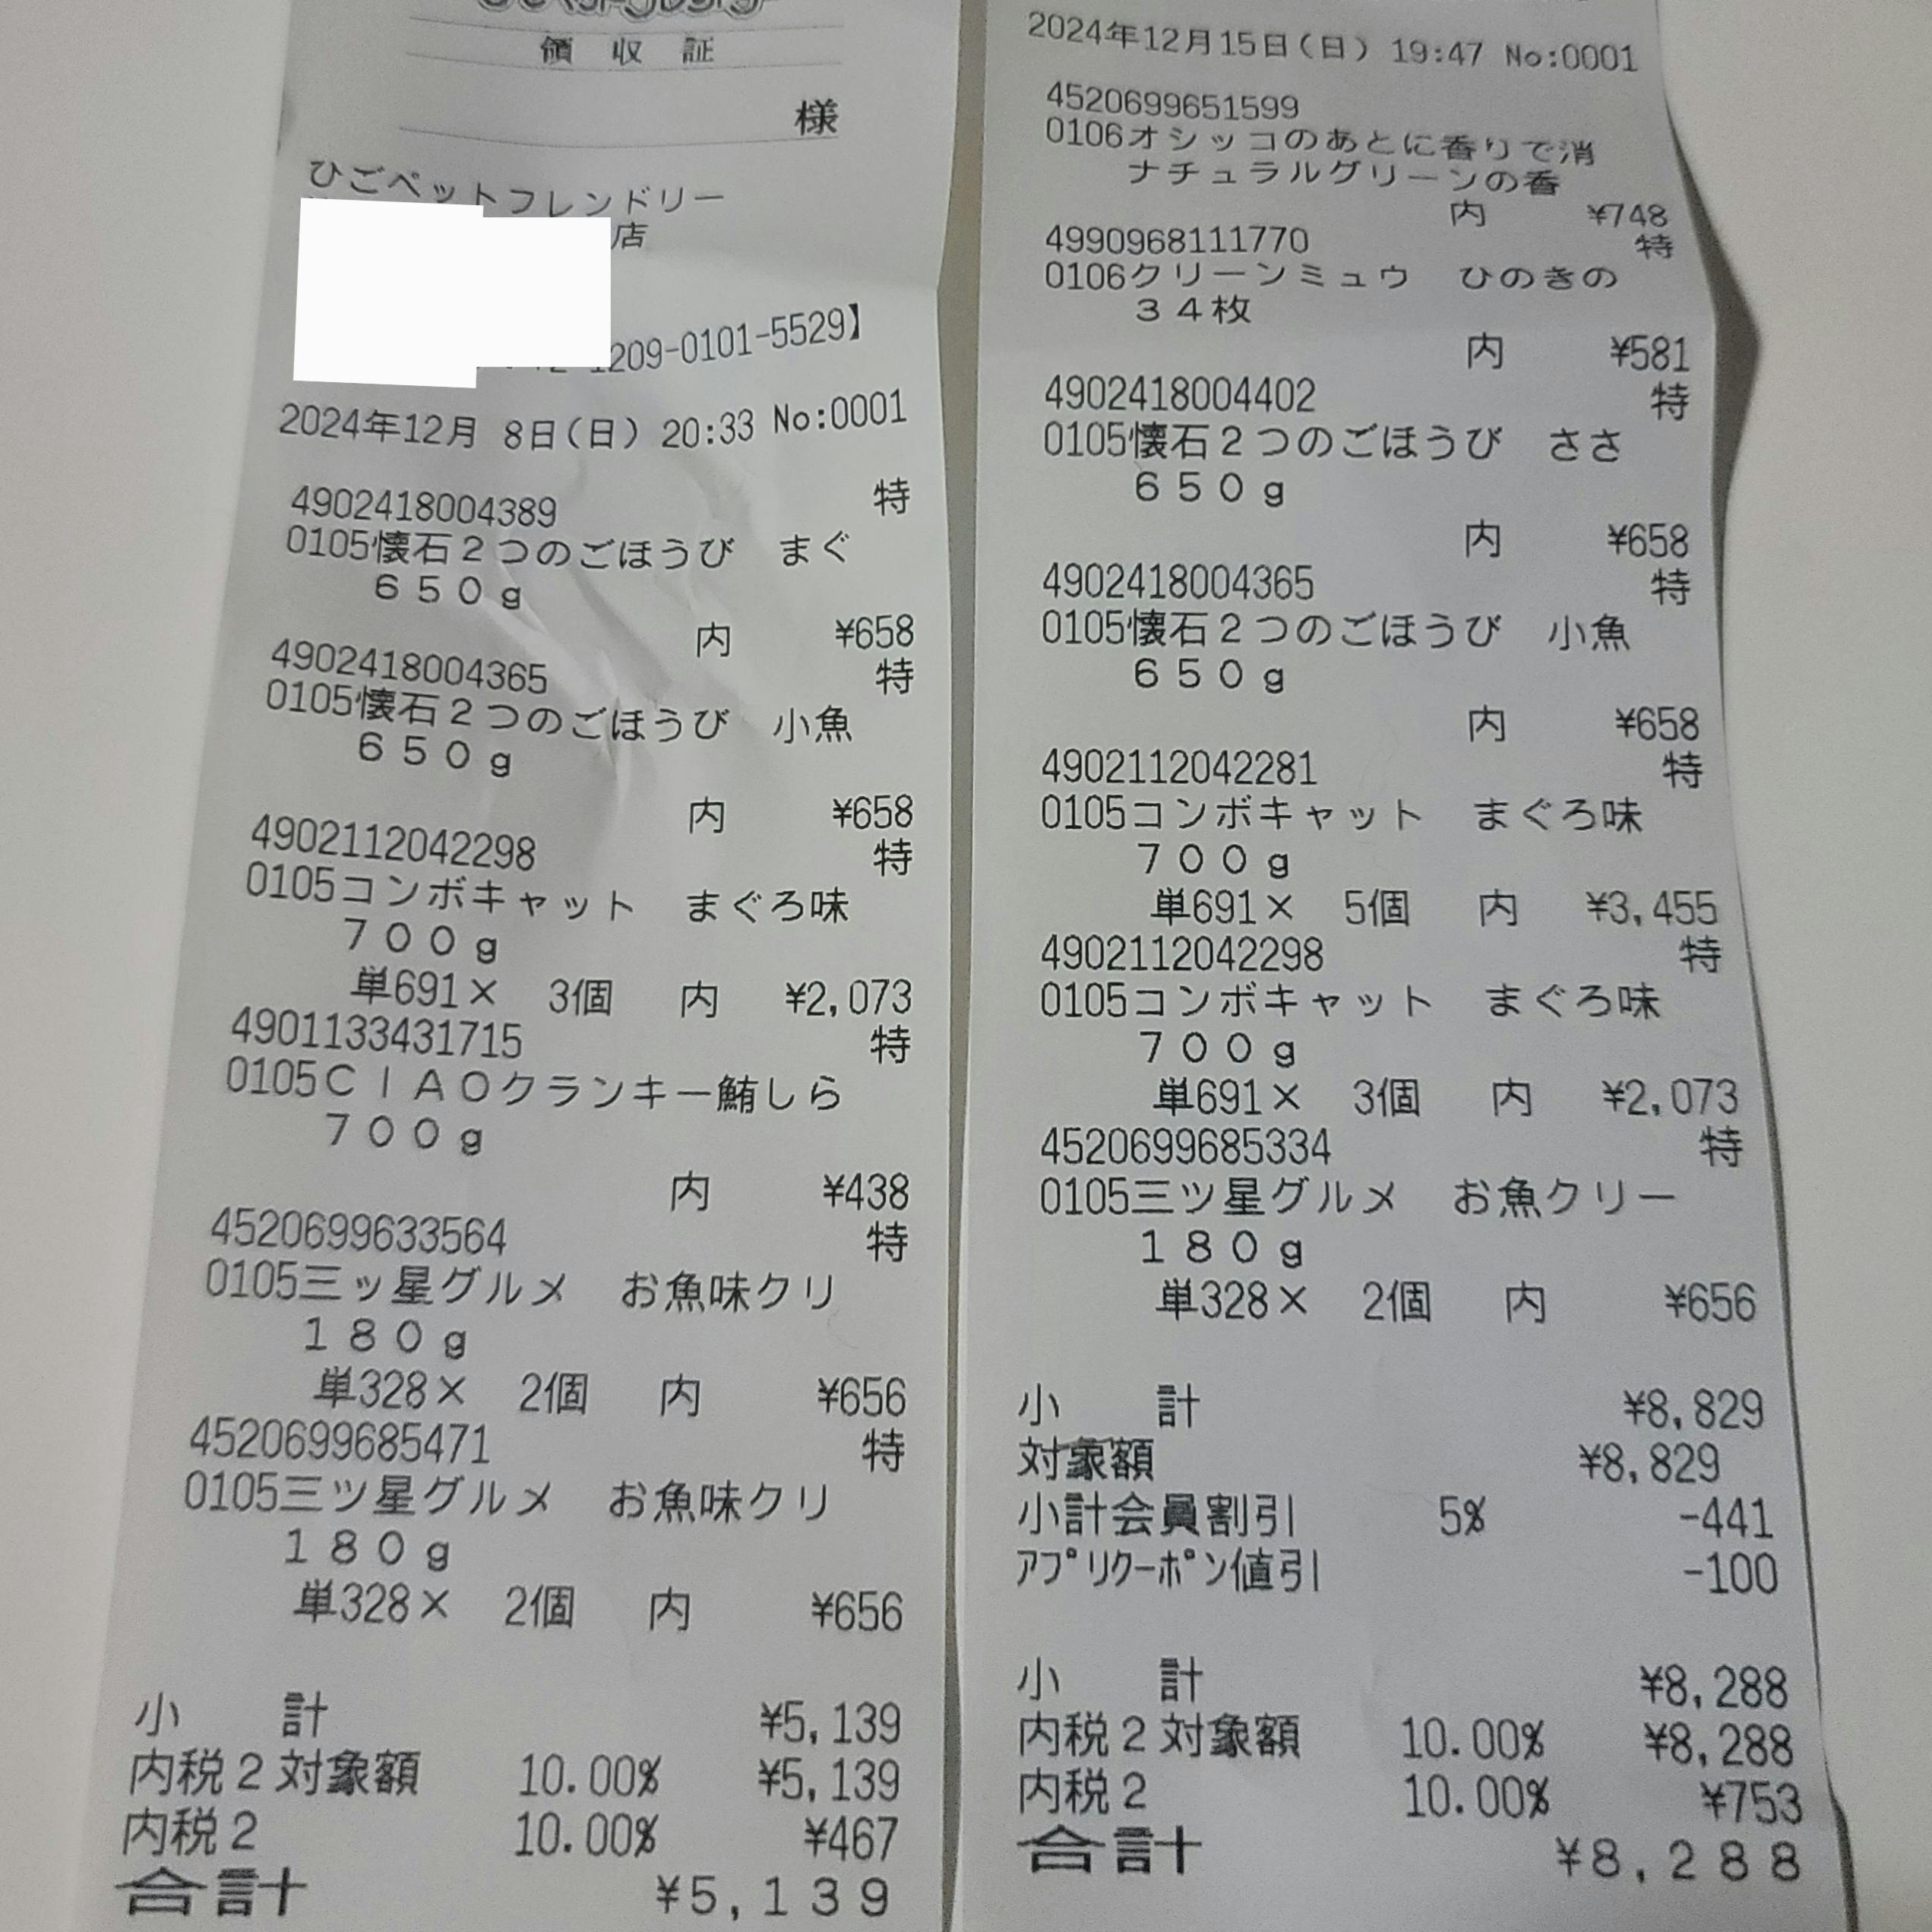 領 収 証
様
ひごペットフレンドリー
店
209-0101-5529】
2024年12月 8日(日) 20:33 No:0001
4902418004389 特
0105懐石2つのごほうび まぐ
650g
内 ¥658
4902418004365 特
0105懐石2つのごほうび 小魚
650g
内 ¥658
4902112042298 特
0105コンボキャット まぐろ味
700g
単691× 3個 内 ¥2,073
4901133431715 特
0105CIAOクランキー鮪しら
700g
内 ¥438
4520699633564 特
0105三ッ星グルメ お魚味クリ
180g
単328× 2個 内 ¥656
4520699685471 特
0105三ツ星グルメ お魚味クリ
180g
単328× 2個 内 ¥656
小 計 ¥5,139
内税2対象額 10.00% ¥5,139
内税2 10.00% ¥467
合計 ¥5,139
2024年12月15日(日) 19:47 No:0001
4520699651599
0106オシッコのあとに香りで消
ナチュラルグリーンの香
内 ¥748
4990968111770 特
0106クリーンミュウ ひのきの
34枚
内 ¥581
4902418004402 特
0105懐石2つのごほうび ささ
650g
内 ¥658
4902418004365 特
0105懐石2つのごほうび 小魚
650g
内 ¥658
4902112042281 特
0105コンボキャット まぐろ味
700g
単691× 5個 内 ¥3,455
4902112042298 特
0105コンボキャット まぐろ味
700g
単691× 3個 内 ¥2,073
4520699685334 特
0105三ツ星グルメ お魚クリー
180g
単328× 2個 内 ¥656
小 計 ¥8,829
対象額 ¥8,829
小計会員割引 5% -441
ｱﾌﾟﾘｸｰﾎﾟﾝ値引 -100
小 計 ¥8,288
内税2対象額 10.00% ¥8,288
内税2 10.00% ¥753
合計 ¥8,288